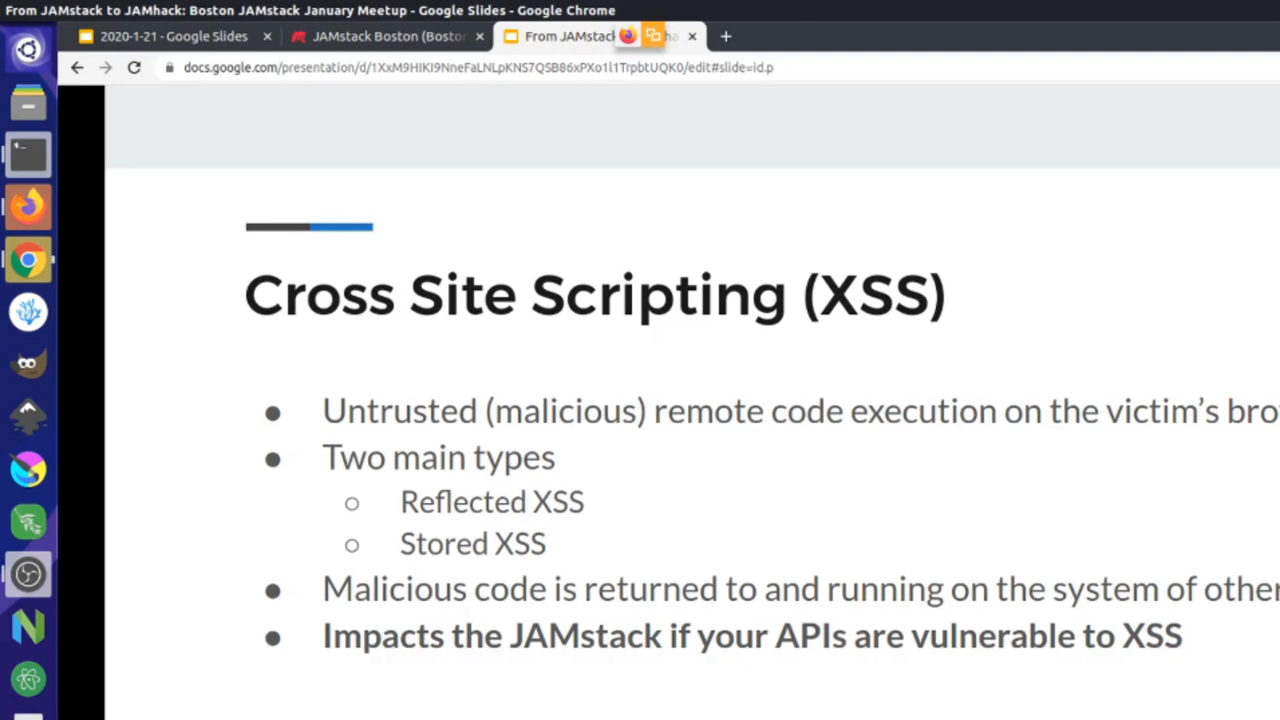 From JAMstack to JAMhack: Boston JAMstack January Meetup - Google Slides - Google Chrome
2020-1-21 - Google Slides
JAMstack Boston (Bostor
From JAMstack
docs.google.com/presentation/d/1XxM9HIKI9NneFaLNLpKNS7QSB86xPXo1l1TrpbtUQK0/edit#slide=id.p
Cross Site Scripting (XSS)
● Untrusted (malicious) remote code execution on the victim’s bro
● Two main types
○ Reflected XSS
○ Stored XSS
● Malicious code is returned to and running on the system of other
● Impacts the JAMstack if your APIs are vulnerable to XSS